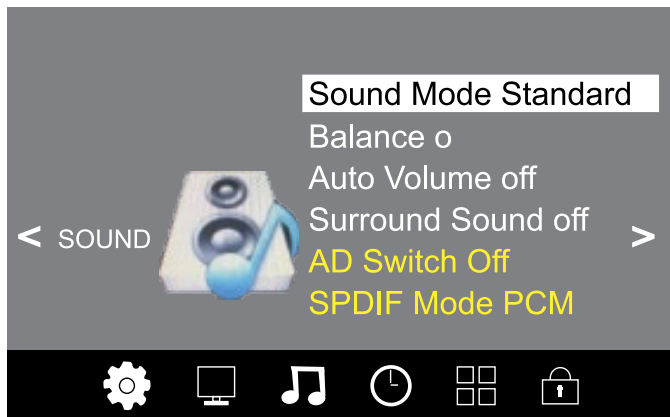 Sound Mode Standard
Balance o
Auto Volume off
Surround Sound off
< SOUND >
AD Switch Off
SPDIF Mode PCM